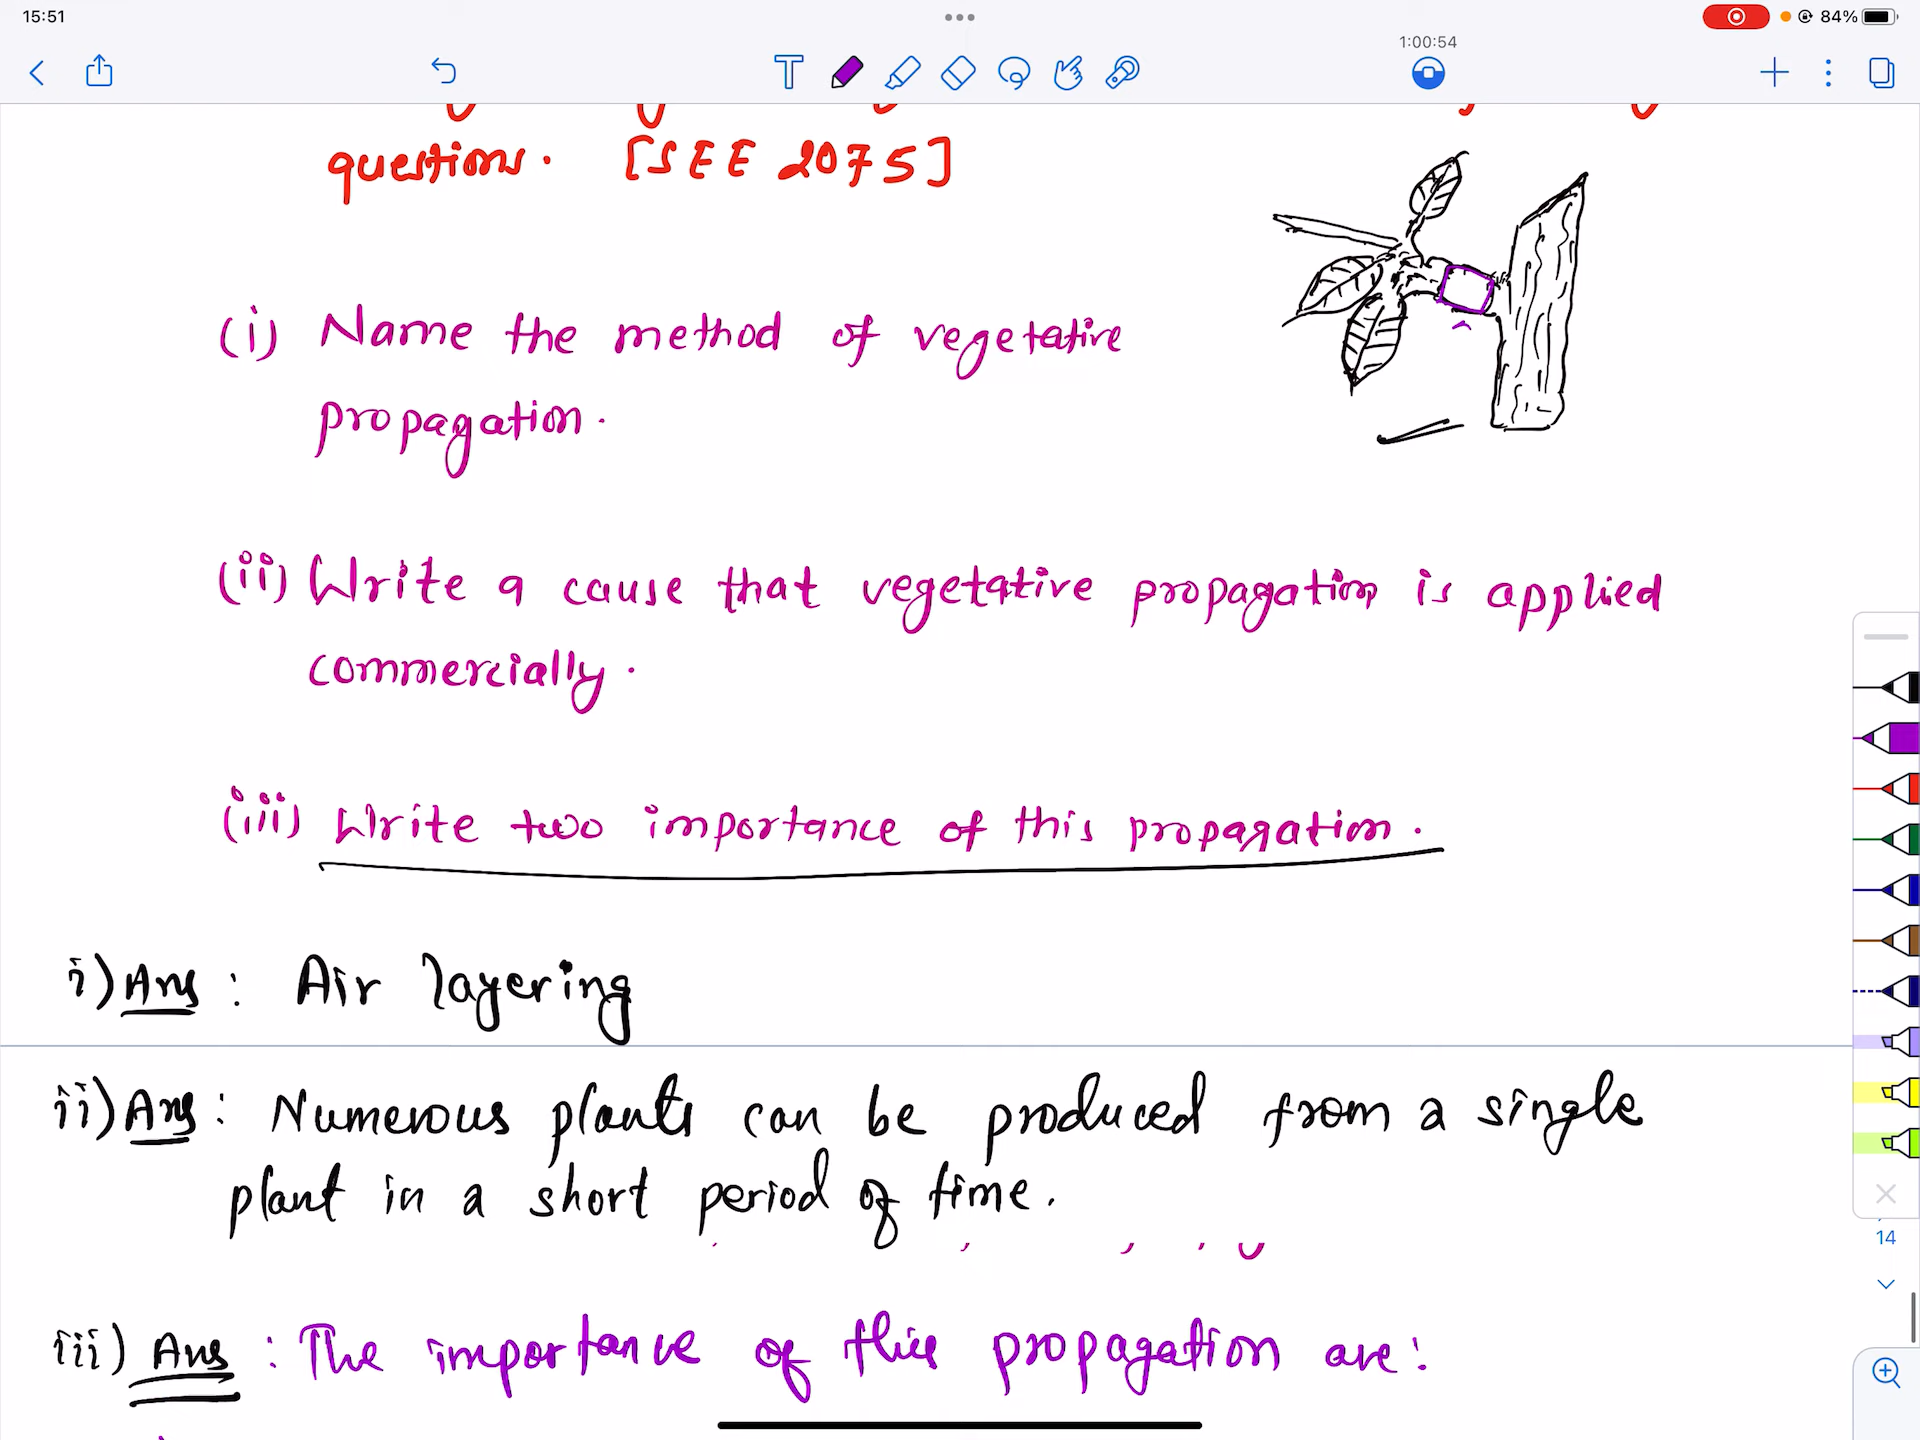 15:51
84%
1:00:54
questions. [SEE 2075]
(i) Name the method of vegetative
propagation.
(ii) Write a cause that vegetative propagation is applied
commercially.
(iii) Write two importance of this propagation.
i) Ans : Air layering
ii) Ans : Numerous plants can be produced from a single
plant in a short period of time.
14
iii) Ans : The importance of this propagation are: